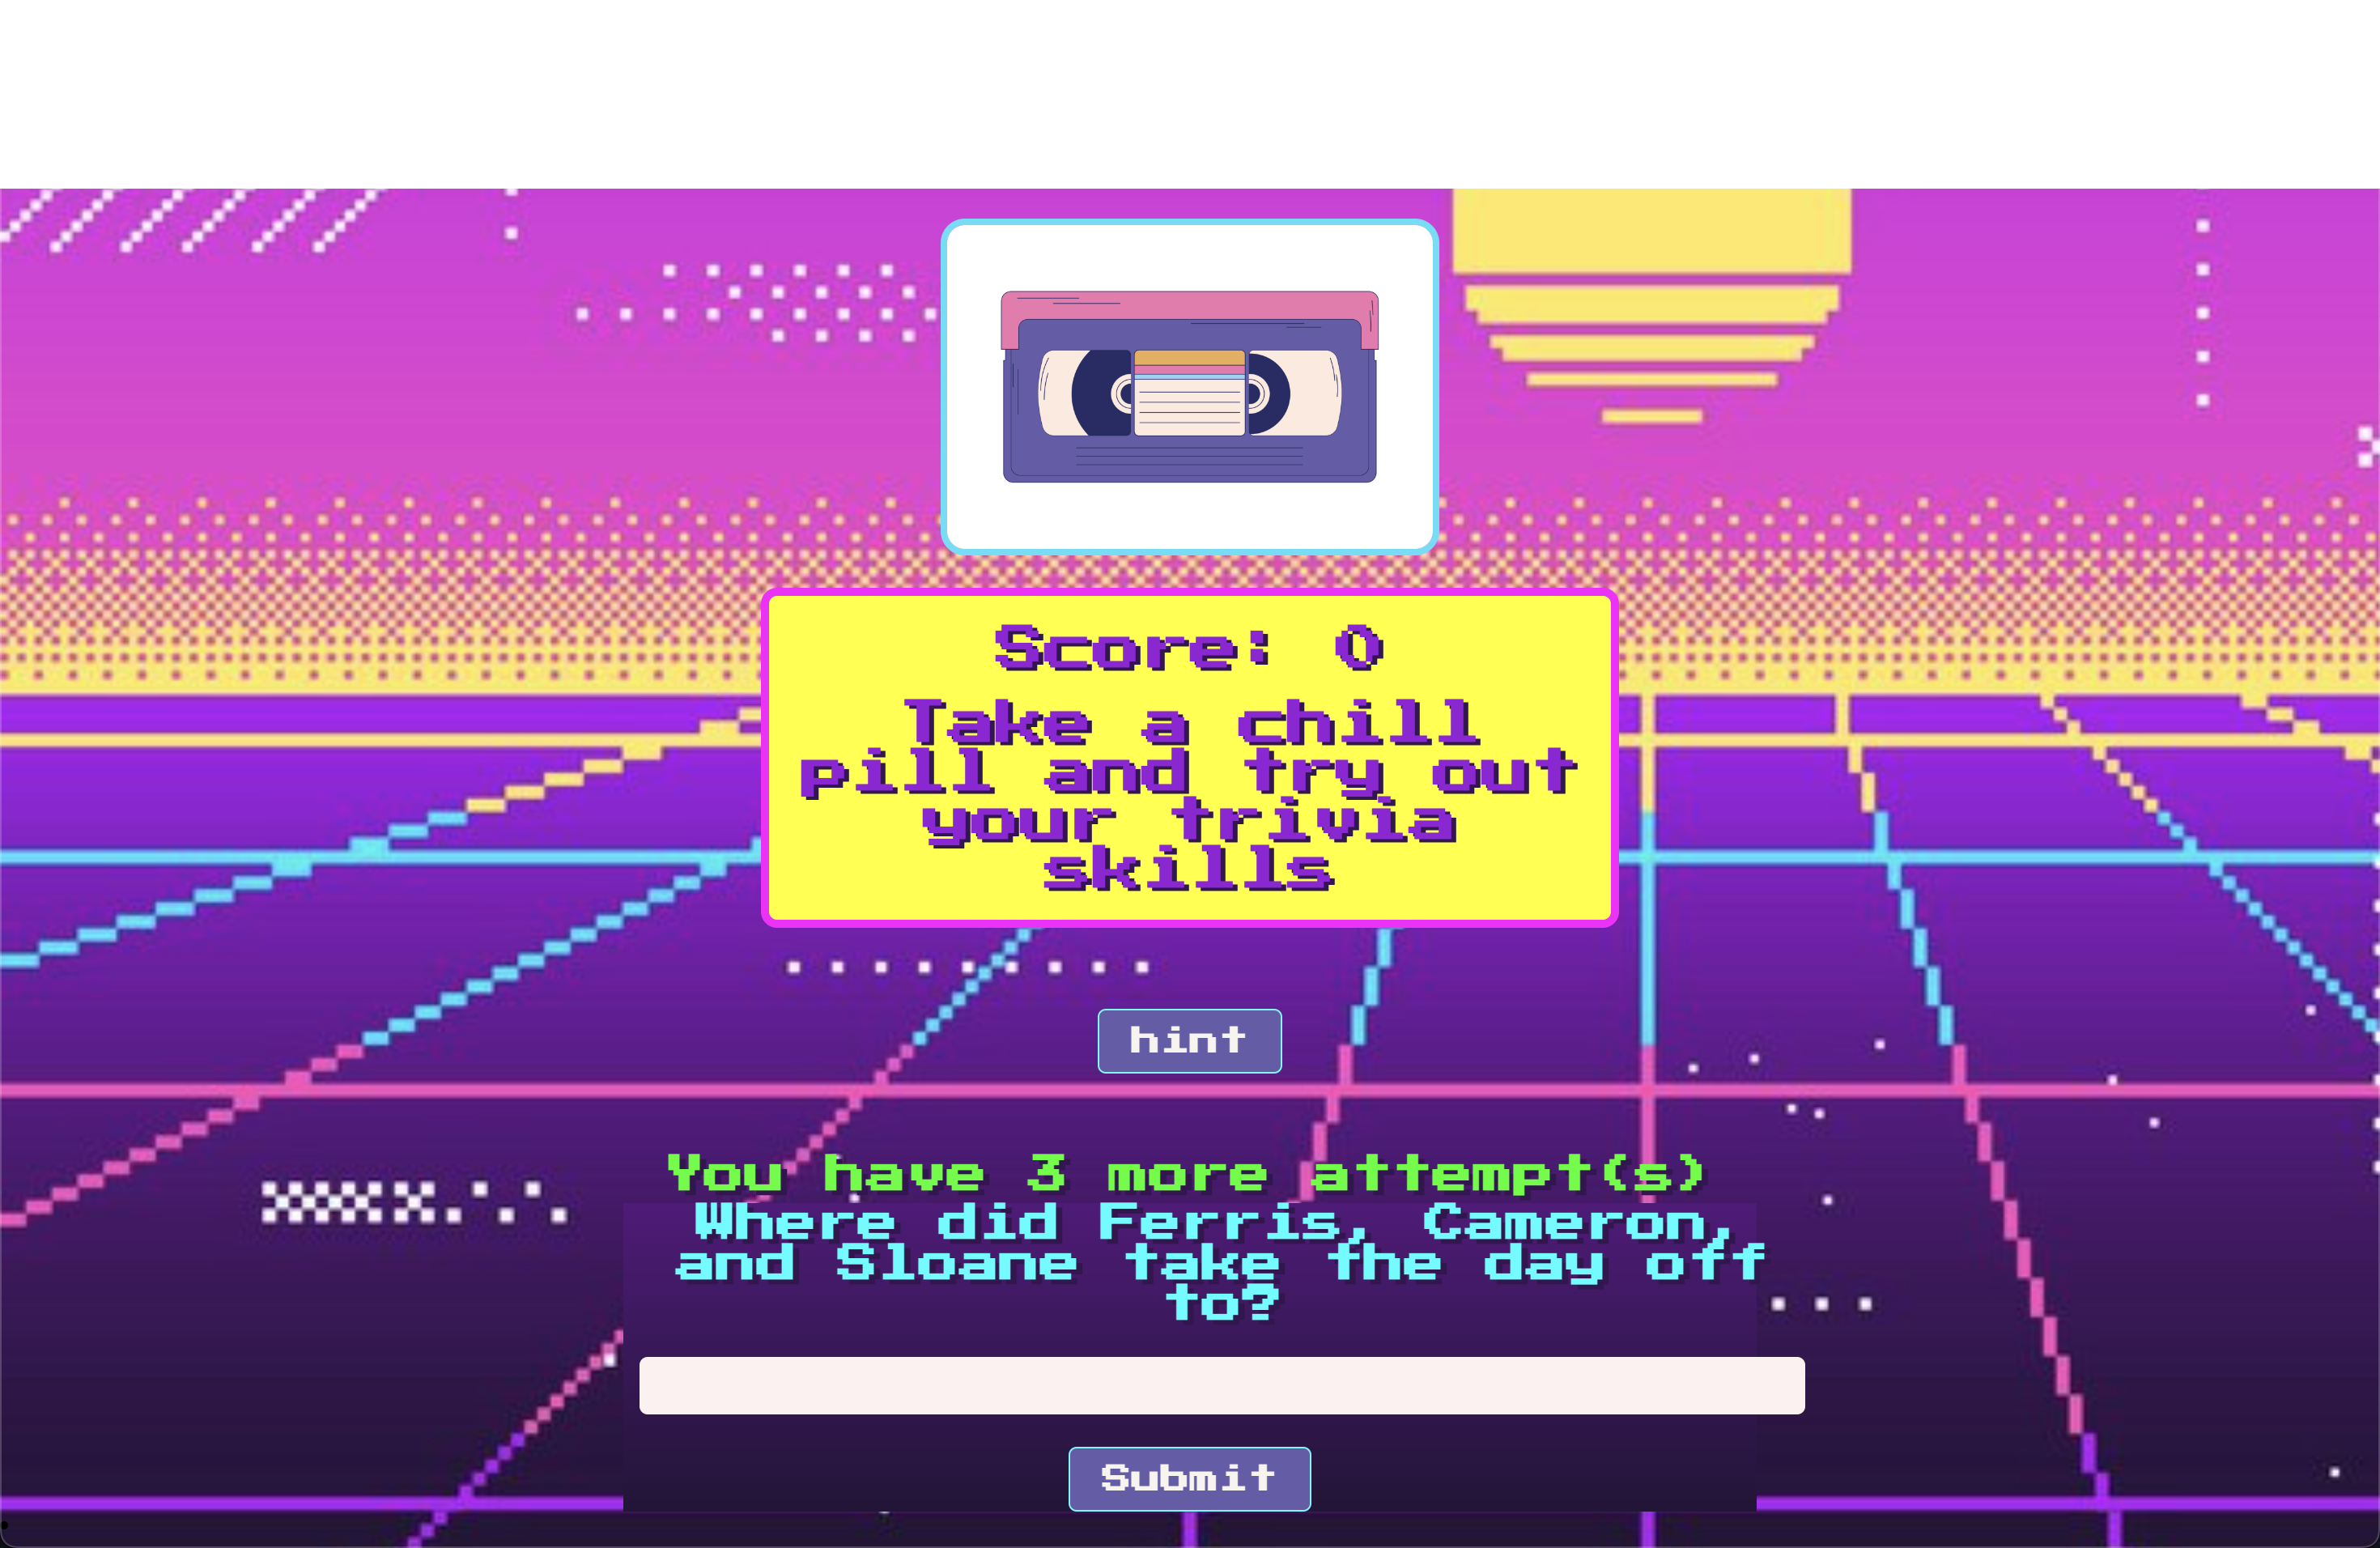 Score: 0
Take a chill
pill and try out
your trivia
skills
hint
You have 3 more attempt(s)
Where did Ferris, Cameron,
and Sloane take the day off
to?
Submit